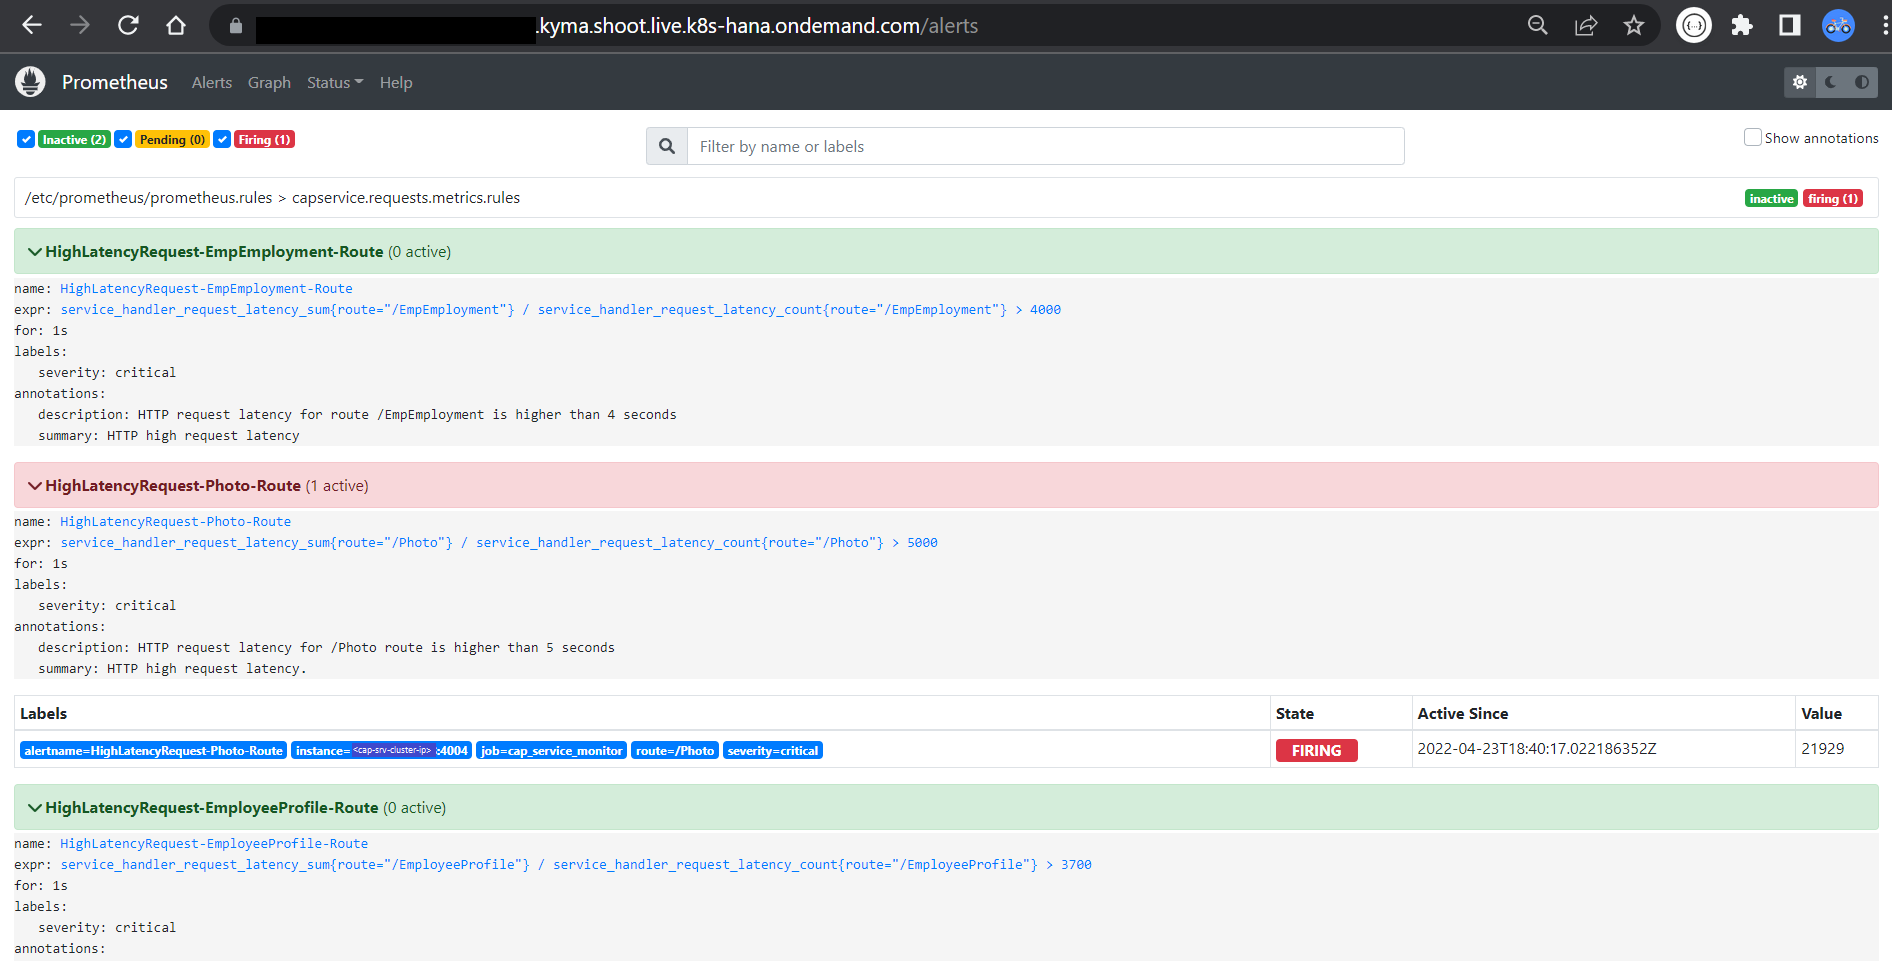 .kyma.shoot.live.k8s-hana.ondemand.com/alerts
Prometheus Alerts Graph Status Help
Inactive (2) Pending (0) Firing (1) Filter by name or labels Show annotations
/etc/prometheus/prometheus.rules > capservice.requests.metrics.rules inactive firing (1)
HighLatencyRequest-EmpEmployment-Route (0 active)
name: HighLatencyRequest-EmpEmployment-Route
expr: service_handler_request_latency_sum{route="/EmpEmployment"} / service_handler_request_latency_count{route="/EmpEmployment"} > 4000
for: 1s
labels:
severity: critical
annotations:
description: HTTP request latency for route /EmpEmployment is higher than 4 seconds
summary: HTTP high request latency
HighLatencyRequest-Photo-Route (1 active)
name: HighLatencyRequest-Photo-Route
expr: service_handler_request_latency_sum{route="/Photo"} / service_handler_request_latency_count{route="/Photo"} > 5000
for: 1s
labels:
severity: critical
annotations:
description: HTTP request latency for /Photo route is higher than 5 seconds
summary: HTTP high request latency.
Labels State Active Since Value
alertname=HighLatencyRequest-Photo-Route instance=<cap-srv-cluster-ip>:4004 job=cap_service_monitor route=/Photo severity=critical FIRING 2022-04-23T18:40:17.022186352Z 21929
HighLatencyRequest-EmployeeProfile-Route (0 active)
name: HighLatencyRequest-EmployeeProfile-Route
expr: service_handler_request_latency_sum{route="/EmployeeProfile"} / service_handler_request_latency_count{route="/EmployeeProfile"} > 3700
for: 1s
labels:
severity: critical
annotations: